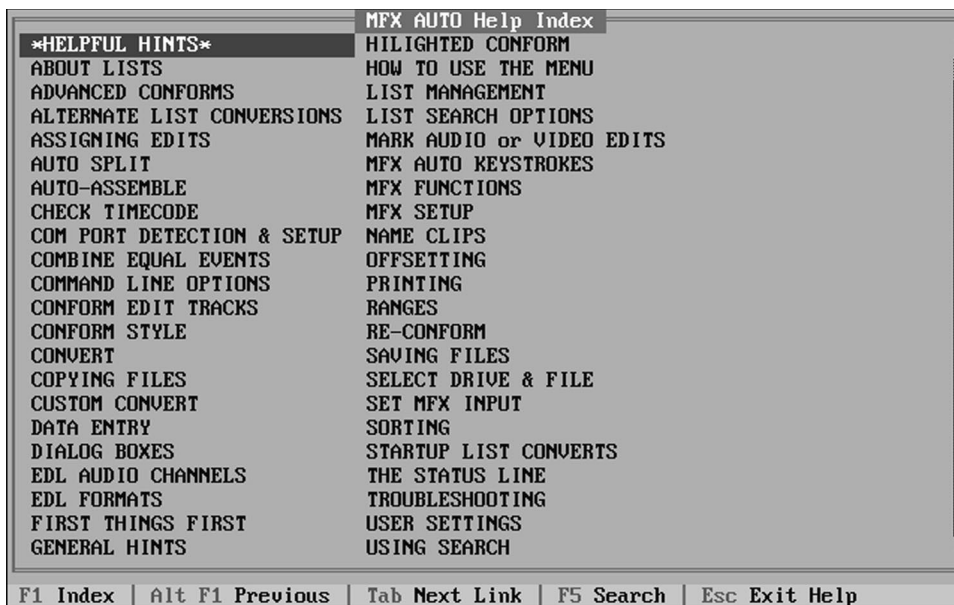 MFX AUTO Help Index
*HELPFUL HINTS*
ABOUT LISTS
ADVANCED CONFORMS
ALTERNATE LIST CONVERSIONS
ASSIGNING EDITS
AUTO SPLIT
AUTO-ASSEMBLE
CHECK TIMECODE
COM PORT DETECTION & SETUP
COMBINE EQUAL EVENTS
COMMAND LINE OPTIONS
CONFORM EDIT TRACKS
CONFORM STYLE
CONVERT
COPYING FILES
CUSTOM CONVERT
DATA ENTRY
DIALOG BOXES
EDL AUDIO CHANNELS
EDL FORMATS
FIRST THINGS FIRST
GENERAL HINTS
HILIGHTED CONFORM
HOW TO USE THE MENU
LIST MANAGEMENT
LIST SEARCH OPTIONS
MARK AUDIO or VIDEO EDITS
MFX AUTO KEYSTROKES
MFX FUNCTIONS
MFX SETUP
NAME CLIPS
OFFSETTING
PRINTING
RANGES
RE-CONFORM
SAVING FILES
SELECT DRIVE & FILE
SET MFX INPUT
SORTING
STARTUP LIST CONVERTS
THE STATUS LINE
TROUBLESHOOTING
USER SETTINGS
USING SEARCH
F1 Index | Alt F1 Previous | Tab Next Link | F5 Search | Esc Exit Help